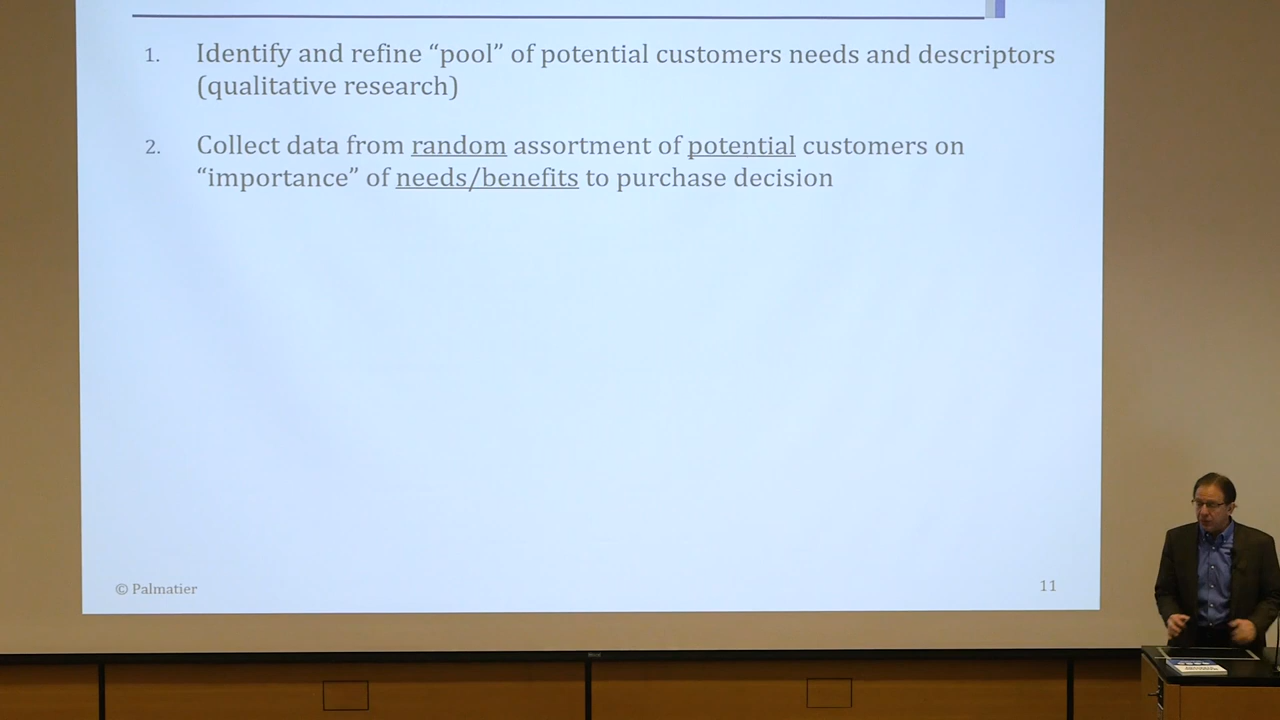 1. Identify and refine “pool” of potential customers needs and descriptors
(qualitative research)
2. Collect data from random assortment of potential customers on
“importance” of needs/benefits to purchase decision
© Palmatier
11